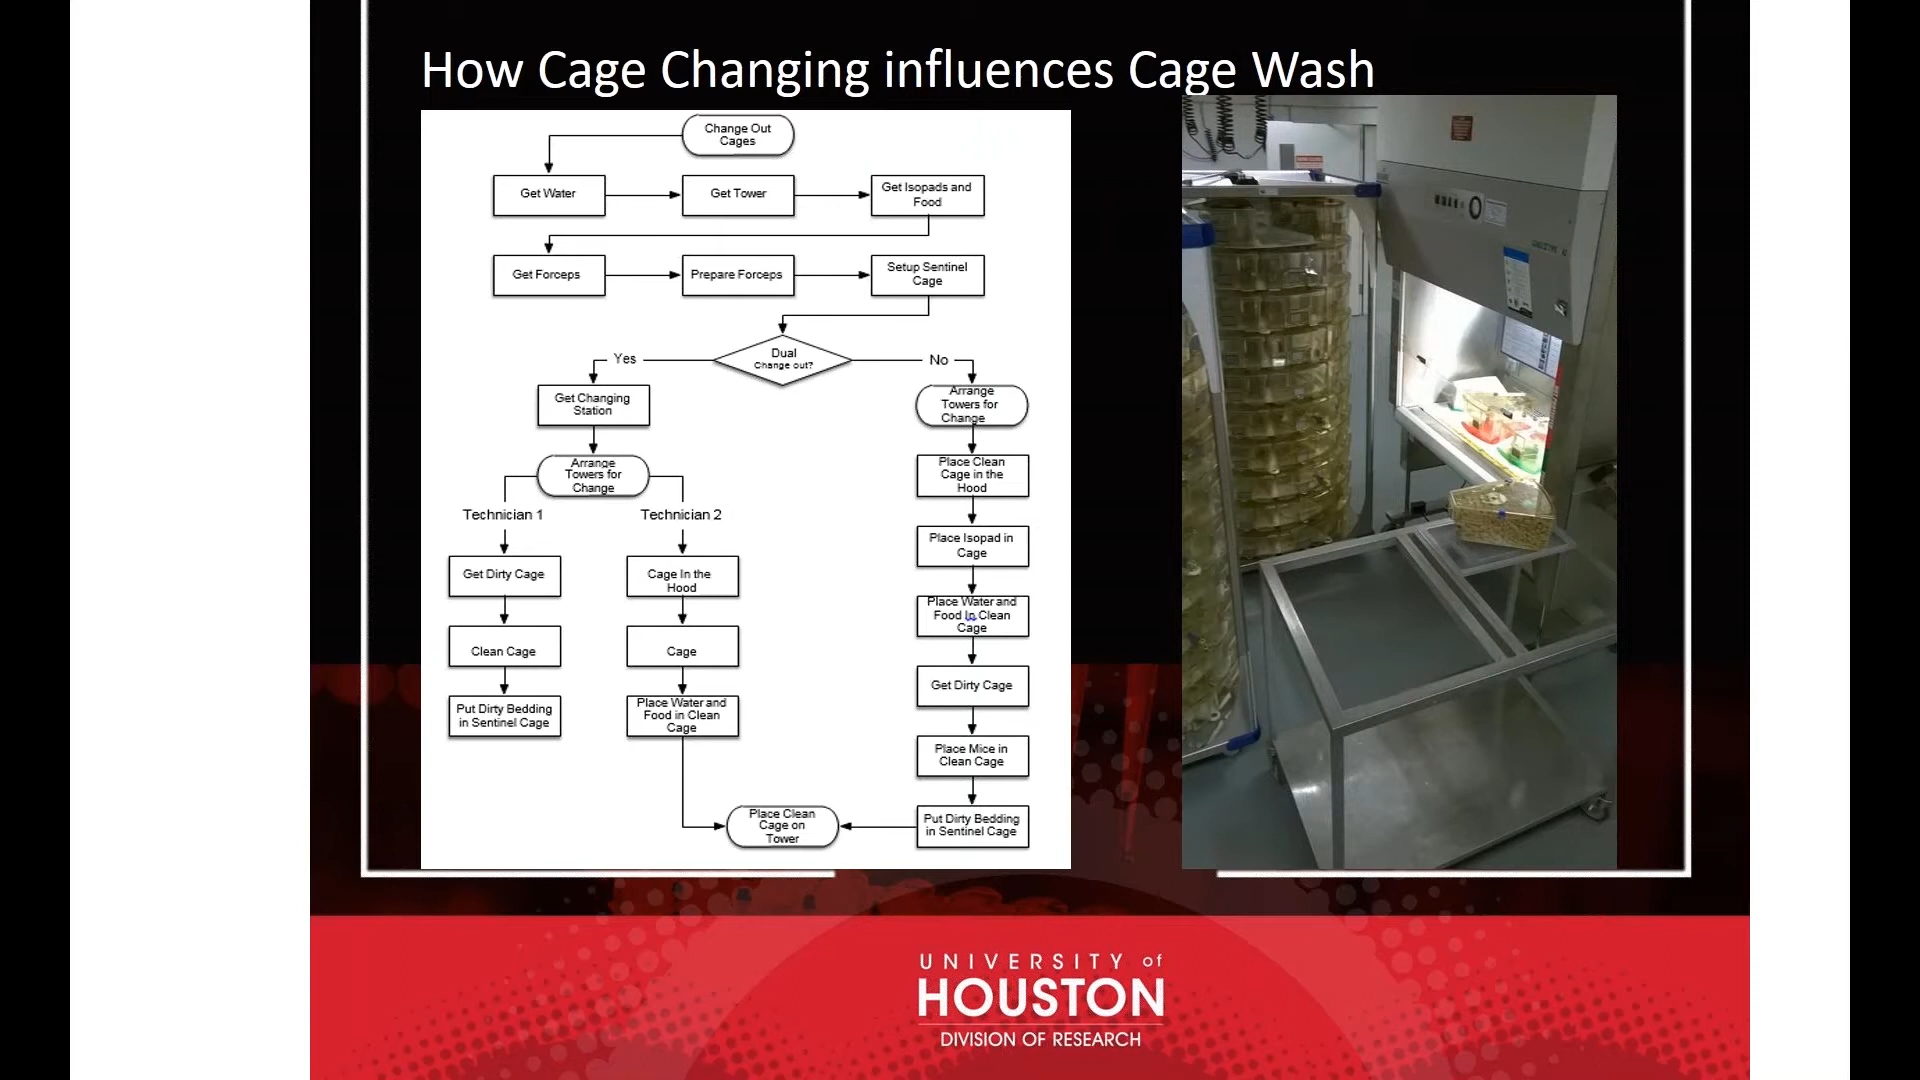 How Cage Changing influences Cage Wash
Change Out
Cages
Get Water
Get Tower
Get Isopads and
Food
Get Forceps
Prepare Forceps
Setup Sentinel
Cage
Dual
Change out?
Yes
No
Get Changing
Station
Arrange
Towers for
Change
Arrange
Towers for
Change
Technician 1
Technician 2
Place Clean
Cage in the
Hood
Place Isopad in
Cage
Get Dirty Cage
Cage In the
Hood
Place Water and
Food In Clean
Cage
Clean Cage
Cage
Get Dirty Cage
Put Dirty Bedding
in Sentinel Cage
Place Water and
Food in Clean
Cage
Place Mice in
Clean Cage
Place Clean
Cage on
Tower
Put Dirty Bedding
in Sentinel Cage
UNIVERSITY of
HOUSTON
DIVISION OF RESEARCH